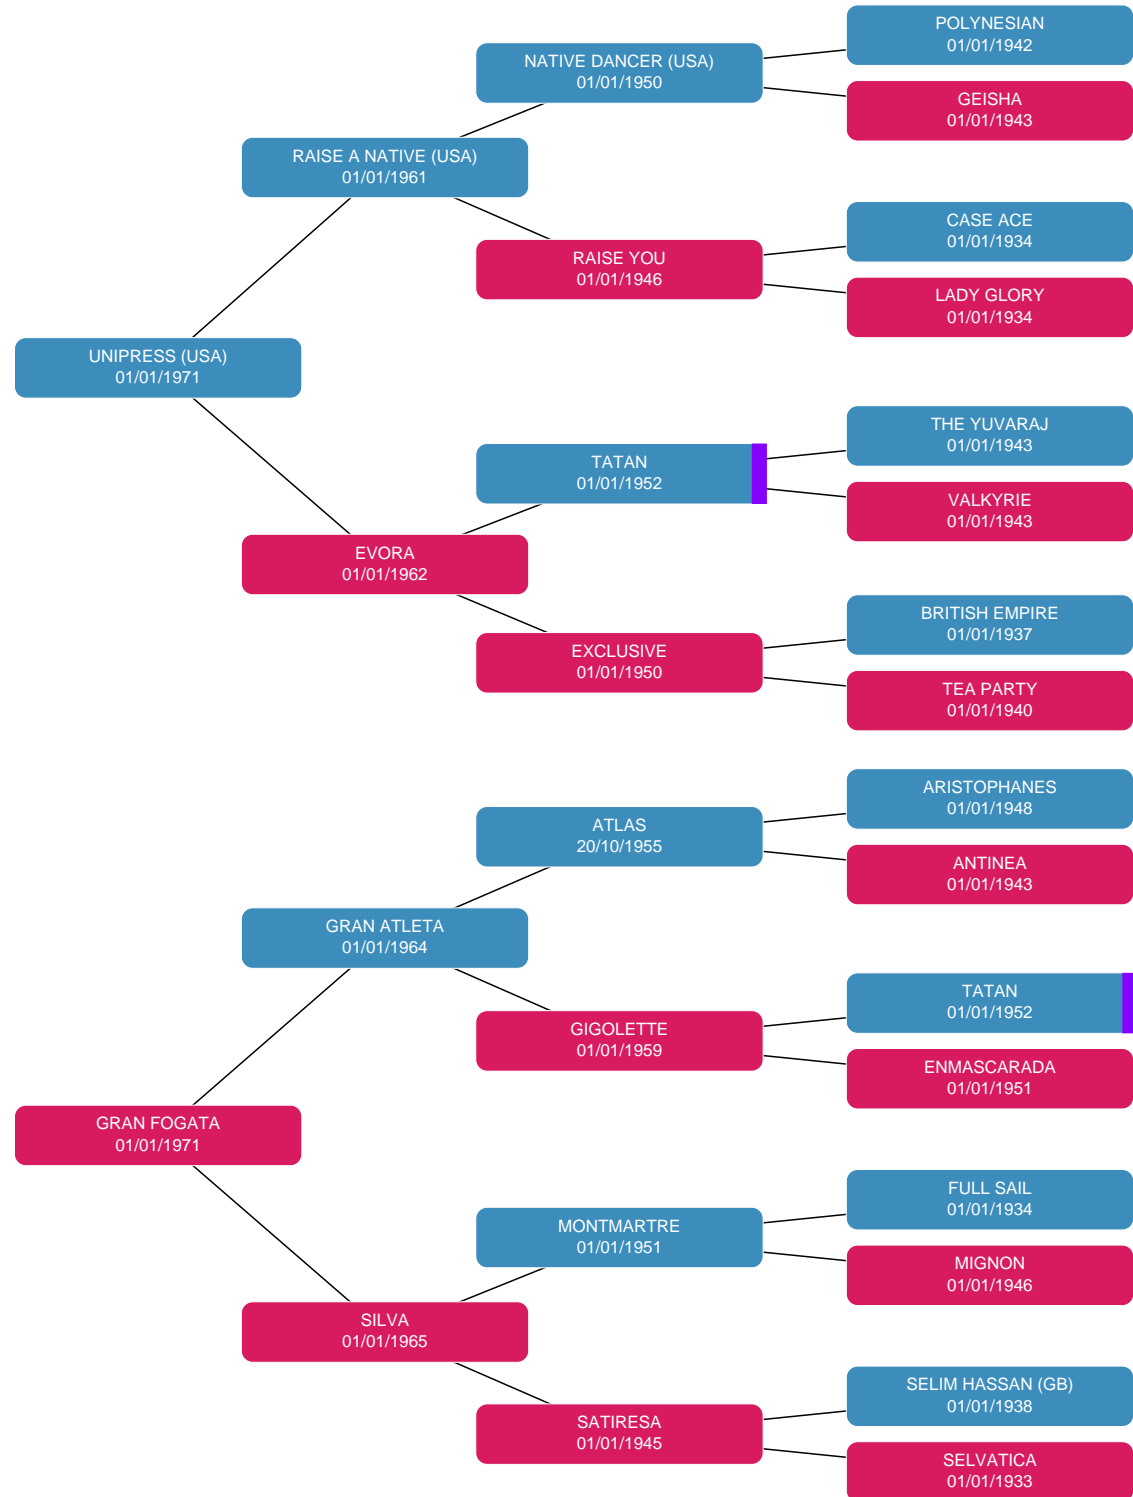 POLYNESIAN
01/01/1942
NATIVE DANCER (USA)
01/01/1950
GEISHA
01/01/1943
RAISE A NATIVE (USA)
01/01/1961
CASE ACE
01/01/1934
RAISE YOU
01/01/1946
LADY GLORY
01/01/1934
UNIPRESS (USA)
01/01/1971
THE YUVARAJ
01/01/1943
TATAN
01/01/1952
VALKYRIE
01/01/1943
EVORA
01/01/1962
BRITISH EMPIRE
01/01/1937
EXCLUSIVE
01/01/1950
TEA PARTY
01/01/1940
ARISTOPHANES
01/01/1948
ATLAS
20/10/1955
ANTINEA
01/01/1943
GRAN ATLETA
01/01/1964
TATAN
01/01/1952
GIGOLETTE
01/01/1959
ENMASCARADA
01/01/1951
GRAN FOGATA
01/01/1971
FULL SAIL
01/01/1934
MONTMARTRE
01/01/1951
MIGNON
01/01/1946
SILVA
01/01/1965
SELIM HASSAN (GB)
01/01/1938
SATIRESA
01/01/1945
SELVATICA
01/01/1933